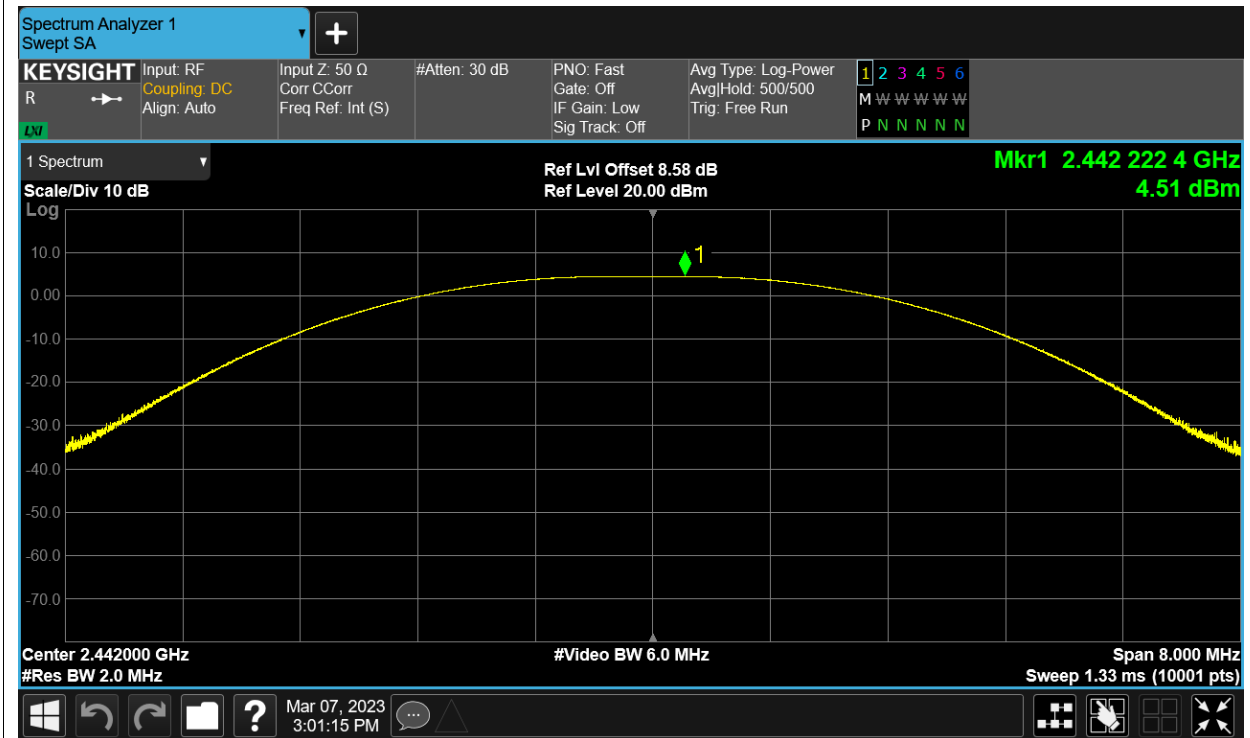 Spectrum Analyzer 1
Swept SA
KEYSIGHT
R
LXI
Input: RF
Coupling: DC
Align: Auto
Input Z: 50 Ω
Corr CCorr
Freq Ref: Int (S)
#Atten: 30 dB
PNO: Fast
Gate: Off
IF Gain: Low
Sig Track: Off
Avg Type: Log-Power
Avg|Hold: 500/500
Trig: Free Run
1 2 3 4 5 6
M W W W W W
P N N N N N
1 Spectrum
Scale/Div 10 dB
Log
Ref Lvl Offset 8.58 dB
Ref Level 20.00 dBm
Mkr1 2.442 222 4 GHz
4.51 dBm
1
10.0
0.00
-10.0
-20.0
-30.0
-40.0
-50.0
-60.0
-70.0
Center 2.442000 GHz
#Res BW 2.0 MHz
#Video BW 6.0 MHz
Span 8.000 MHz
Sweep 1.33 ms (10001 pts)
?
Mar 07, 2023
3:01:15 PM